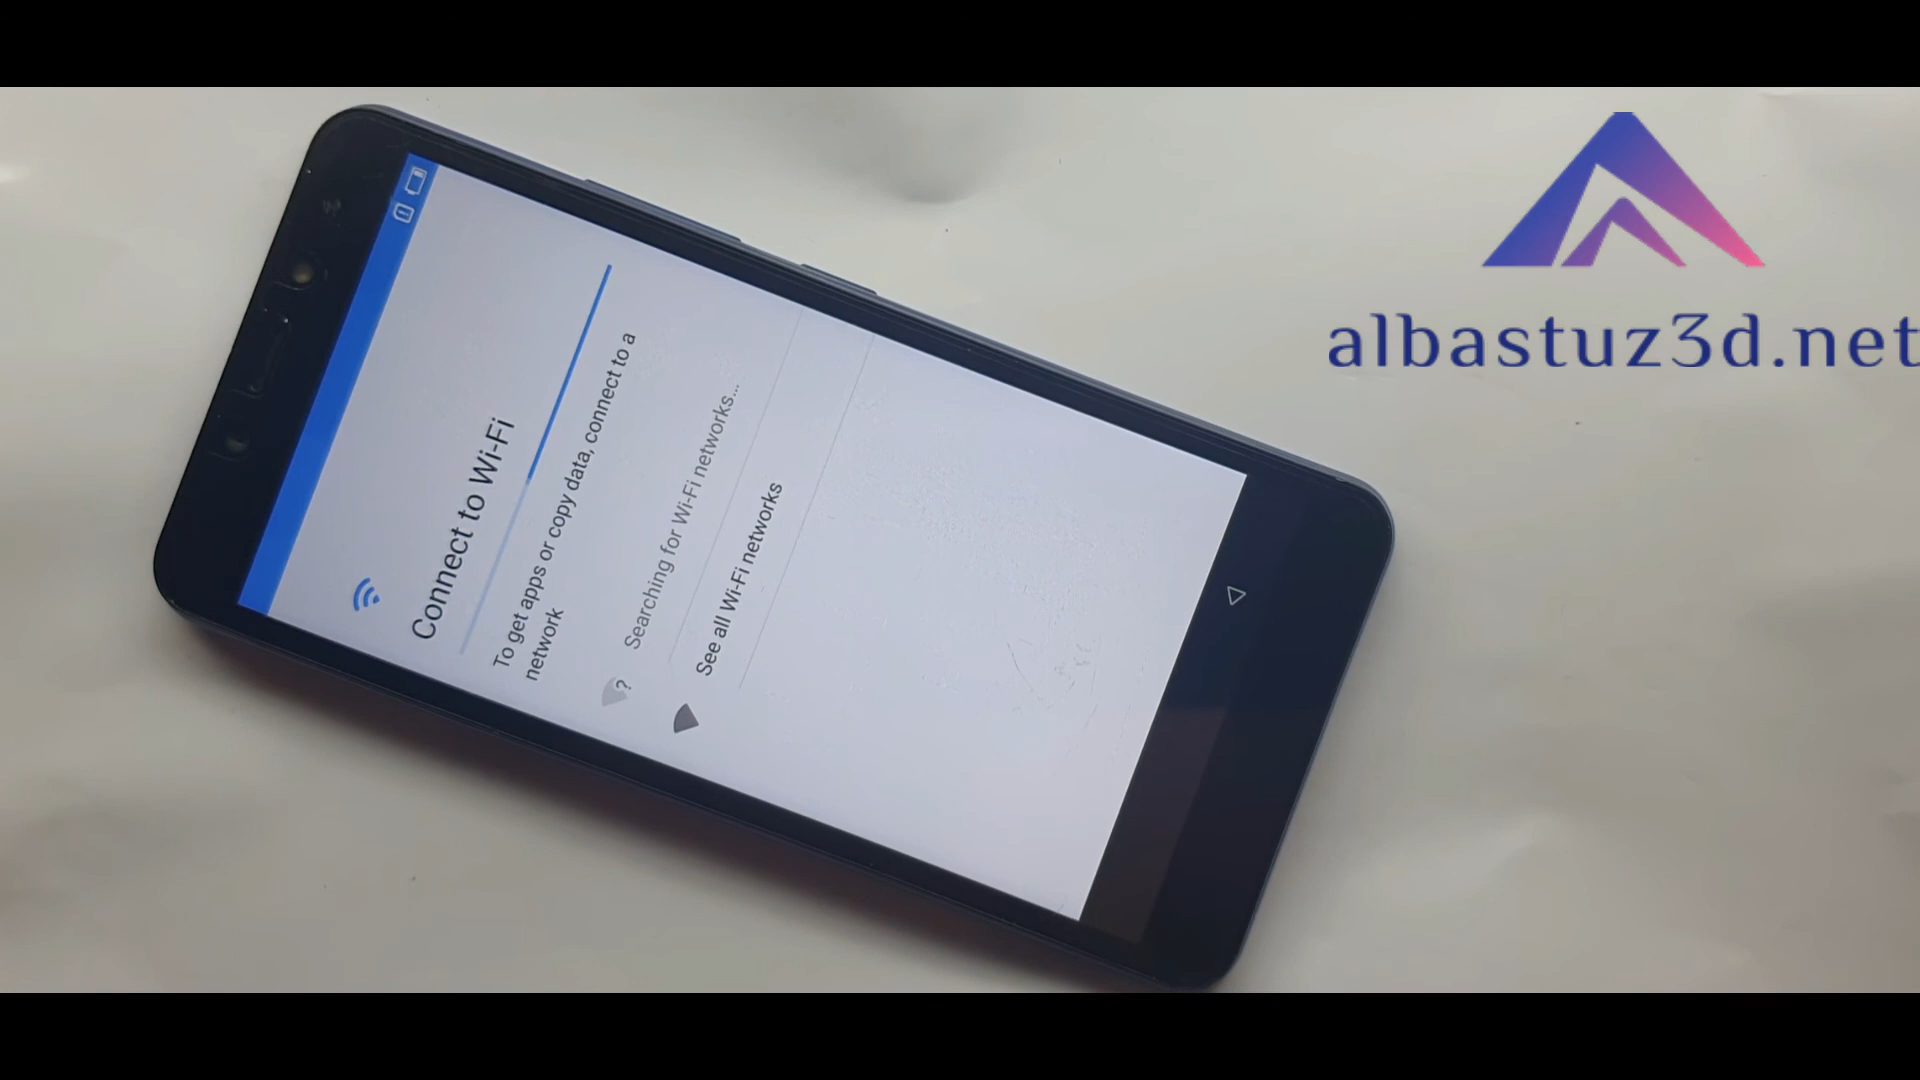 albastuz3d.net
Connect to Wi-Fi
To get apps or copy data, connect to a
network
?
Searching for Wi-Fi networks...
See all Wi-Fi networks